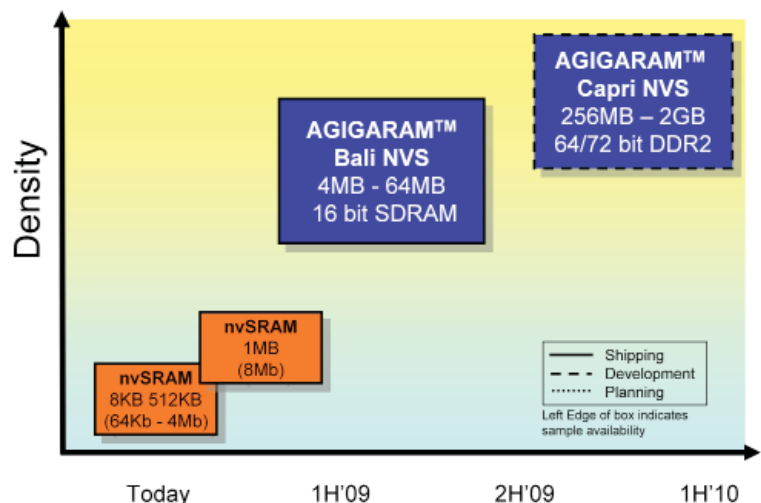 Density
AGIGARAM™
Capri NVS
256MB – 2GB
64/72 bit DDR2
AGIGARAM™
Bali NVS
4MB - 64MB
16 bit SDRAM
nvSRAM
1MB
(8Mb)
nvSRAM
8KB 512KB
(64Kb - 4Mb)
Shipping
Development
Planning
Left Edge of box indicates
sample availability
Today 1H'09 2H'09 1H'10